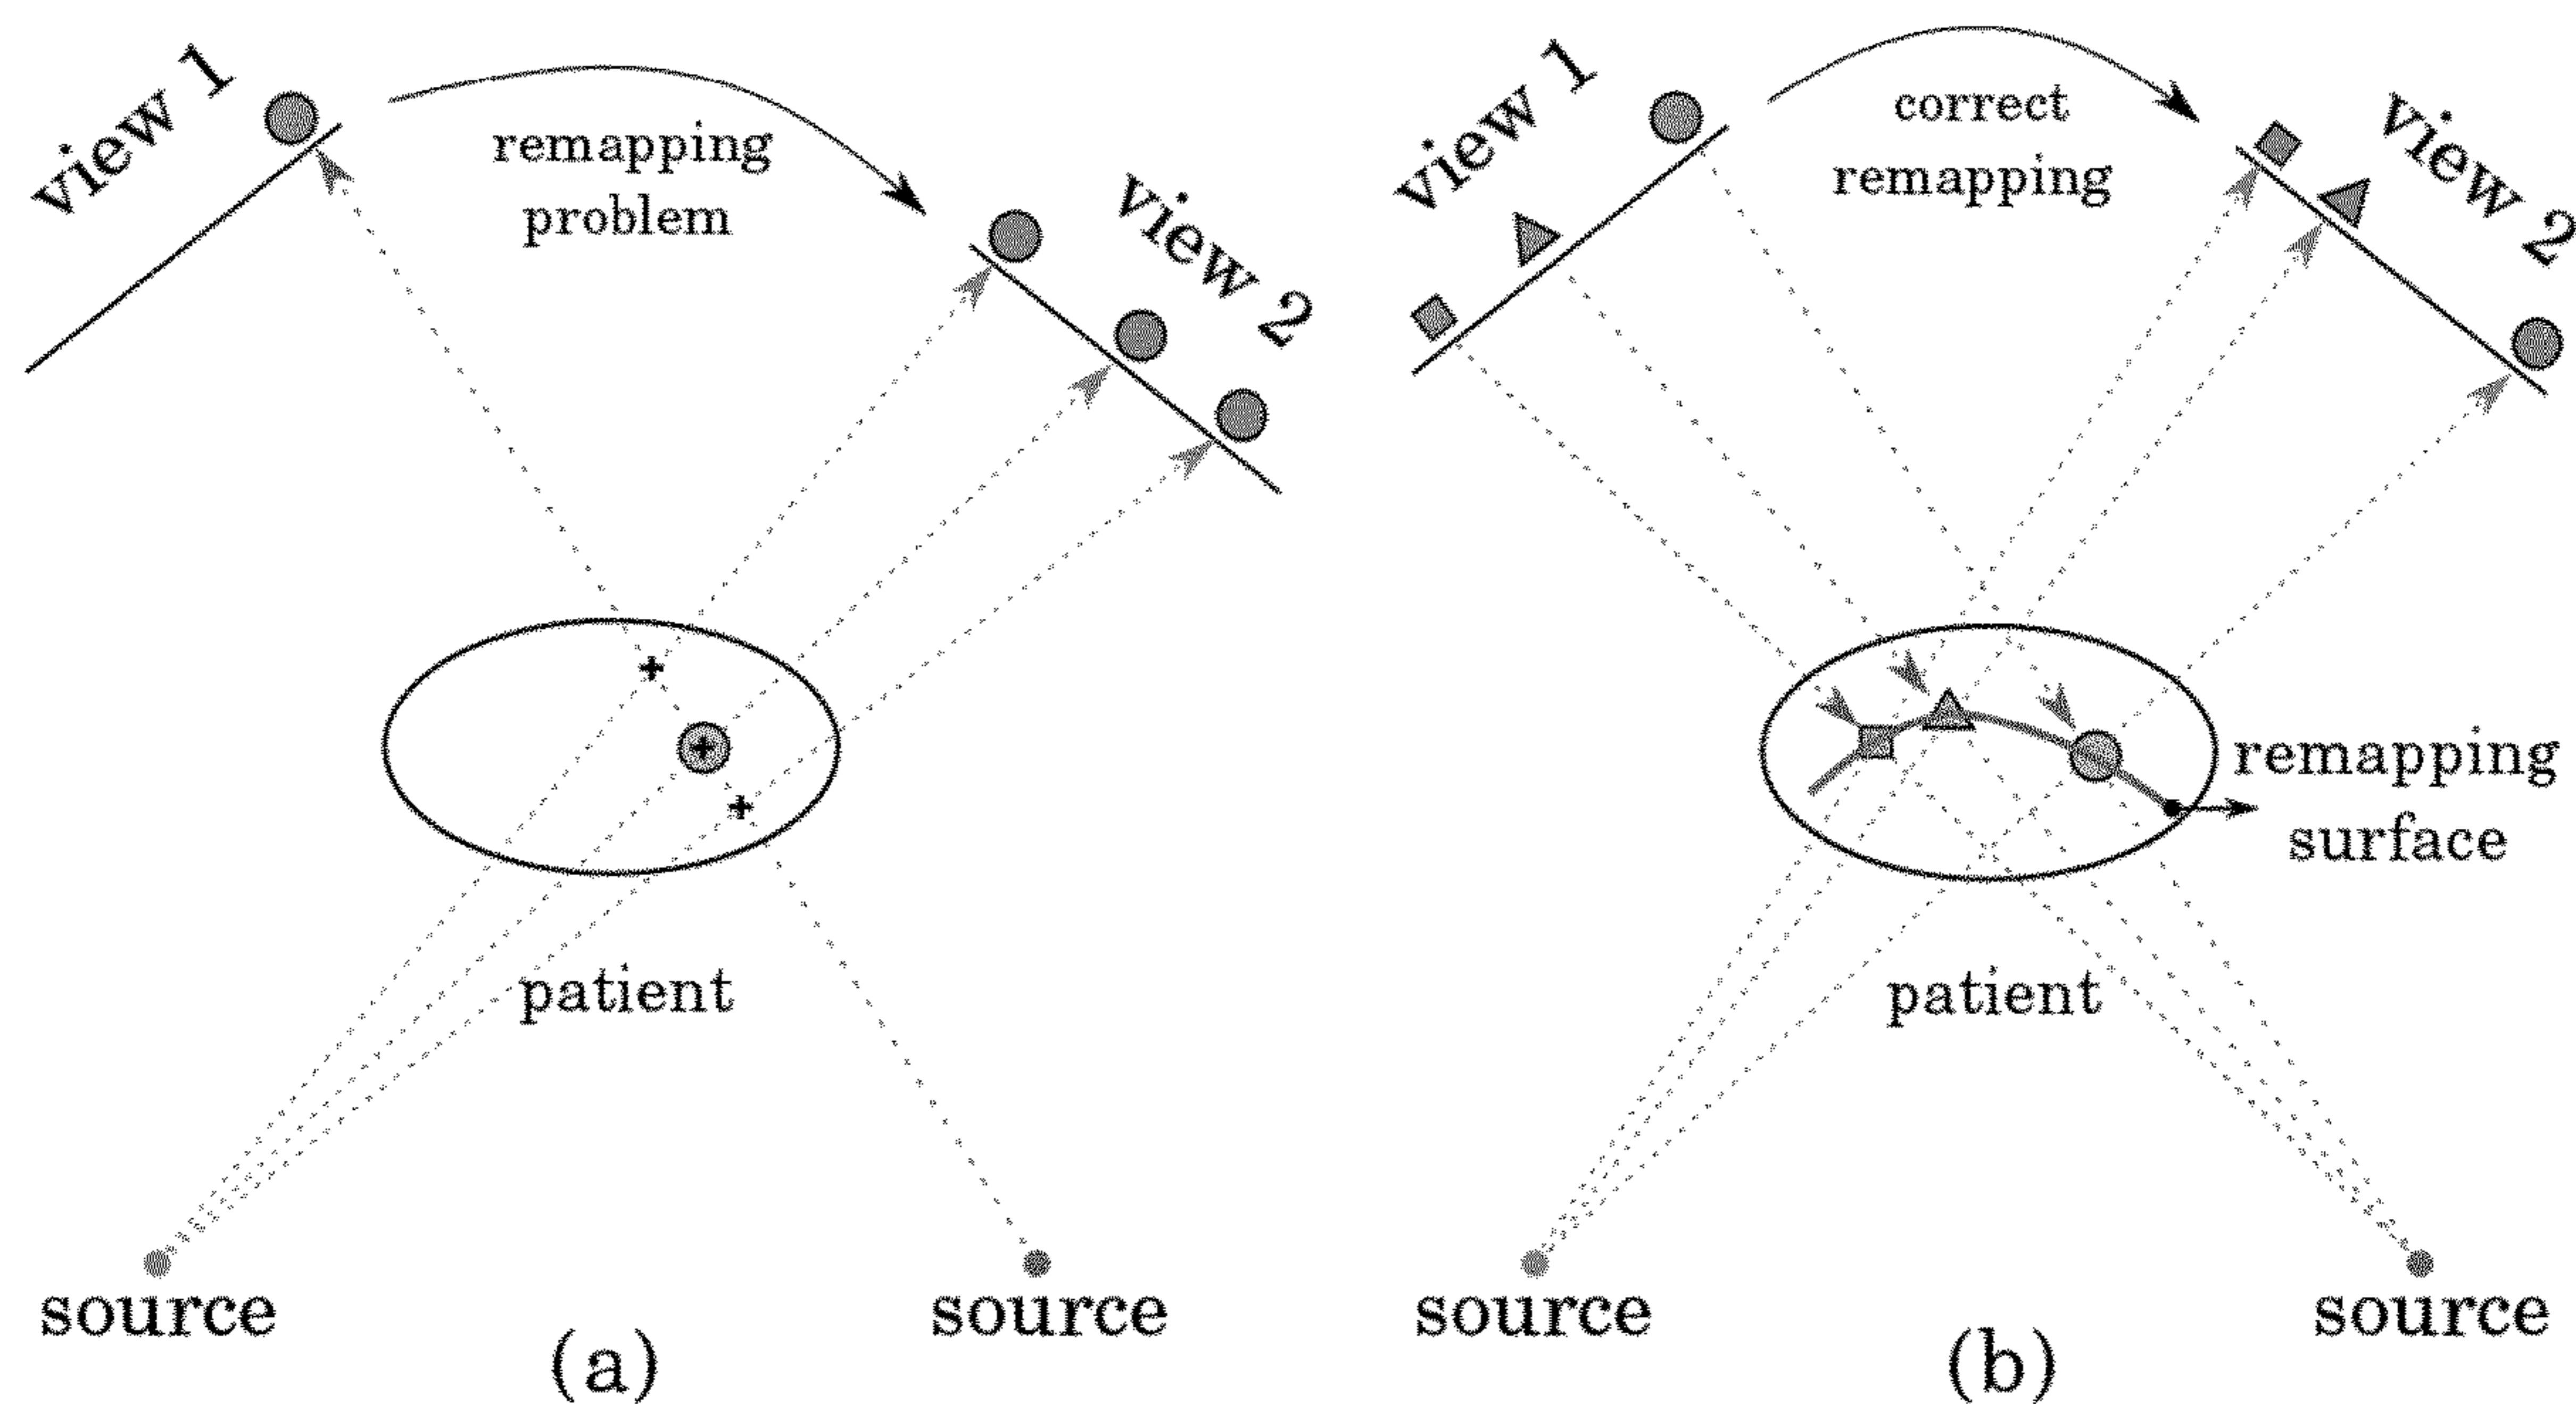 view 1
remapping
problem
view 2
patient
source
source
(a)
view 1
correct
remapping
view 2
remapping
surface
patient
source
source
(b)